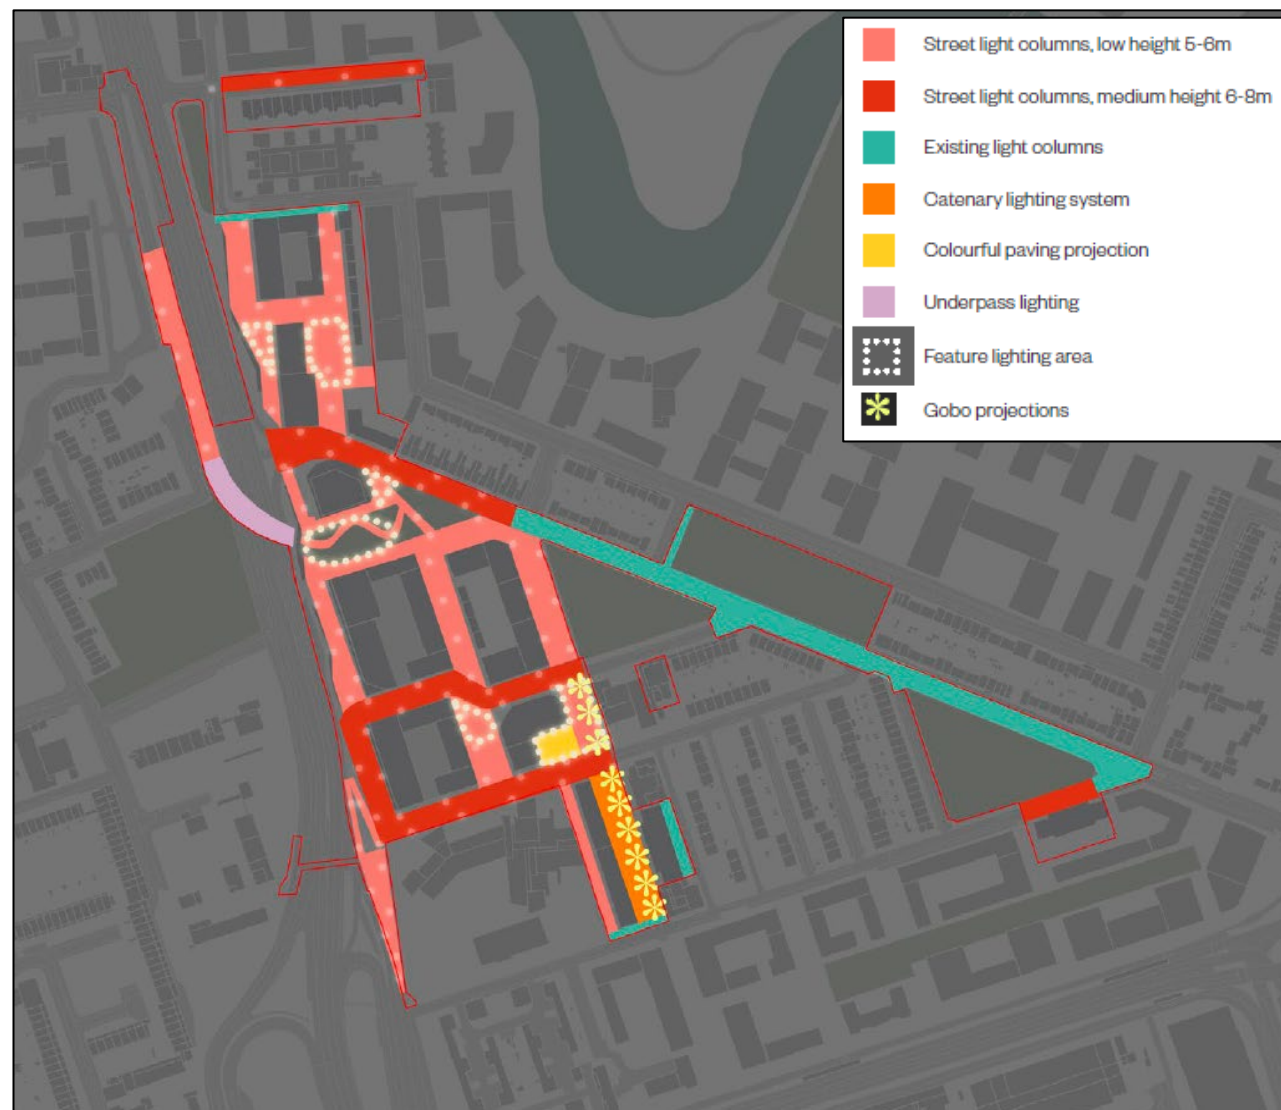 Street light columns, low height 5-6m
Street light columns, medium height 6-8m
Existing light columns
Catenary lighting system
Colourful paving projection
Underpass lighting
Feature lighting area
Gobo projections